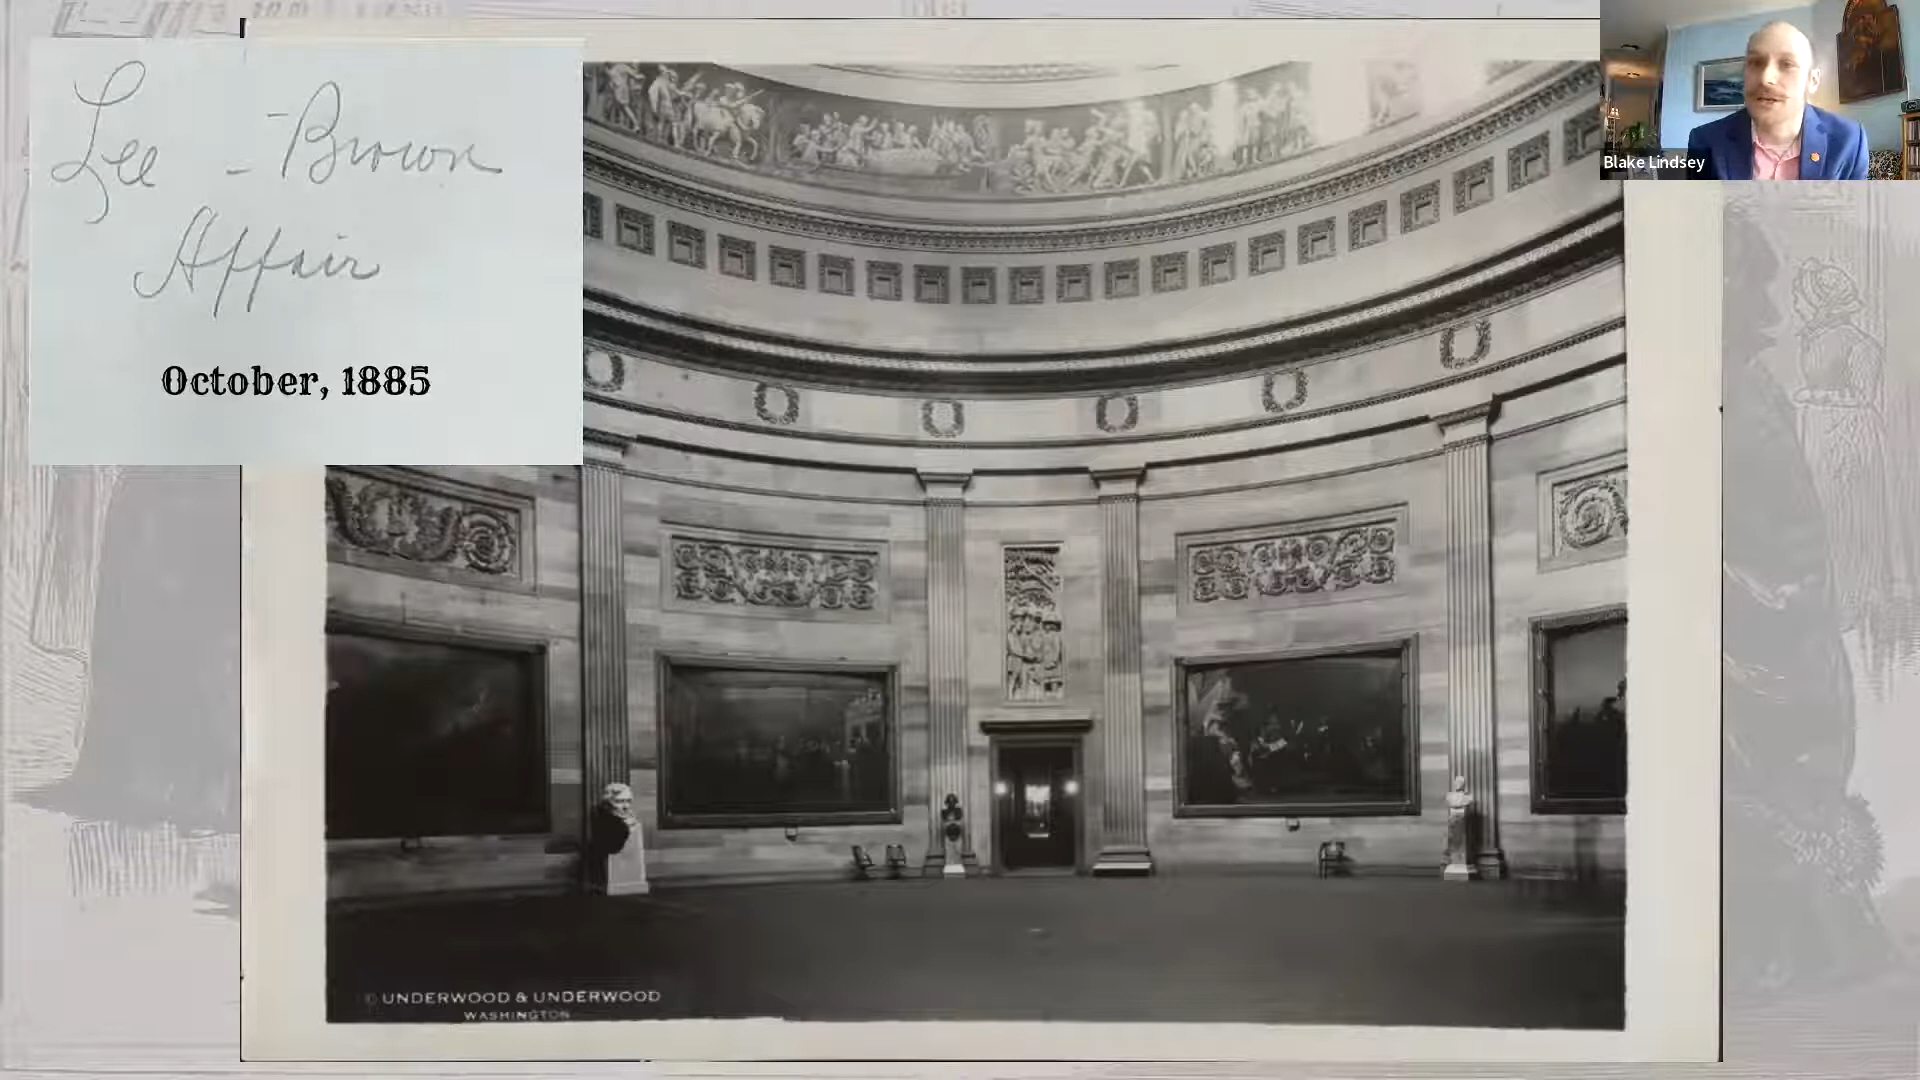 Lee - Brown
Affair
October, 1885
Blake Lindsey
© UNDERWOOD & UNDERWOOD
WASHINGTON